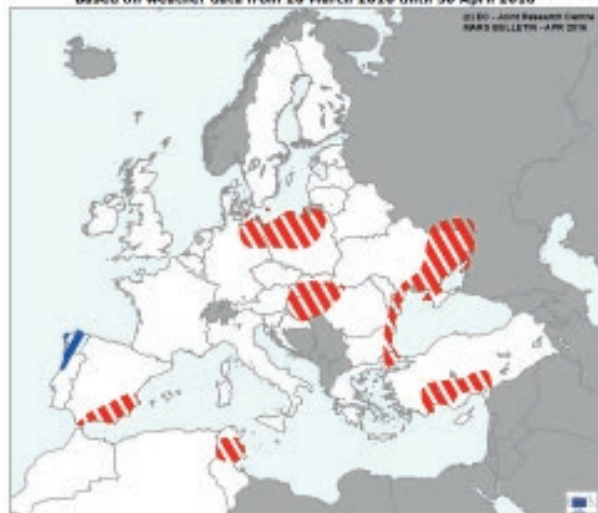 Based on weather data from 20 March 2016 until 30 April 2016
(c) EC - Joint Research Centre
MARS BULLETIN - APR 2016